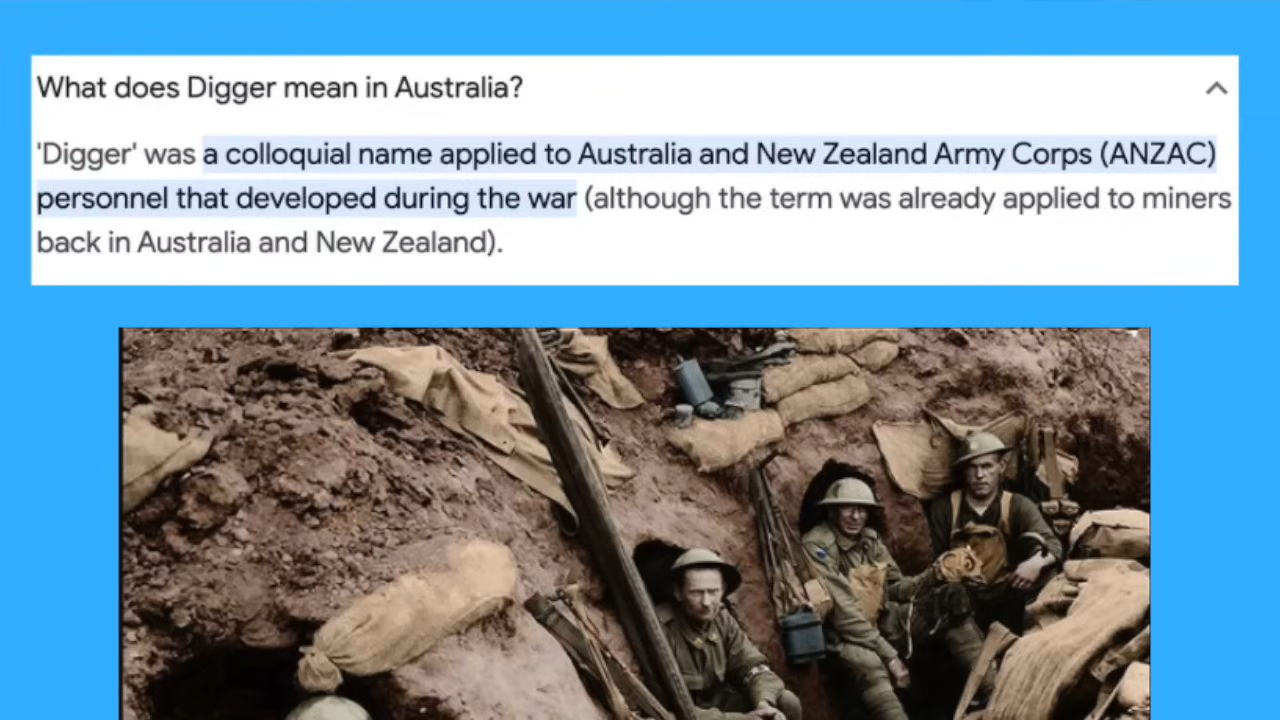 What does Digger mean in Australia?
'Digger' was a colloquial name applied to Australia and New Zealand Army Corps (ANZAC)
personnel that developed during the war (although the term was already applied to miners
back in Australia and New Zealand).